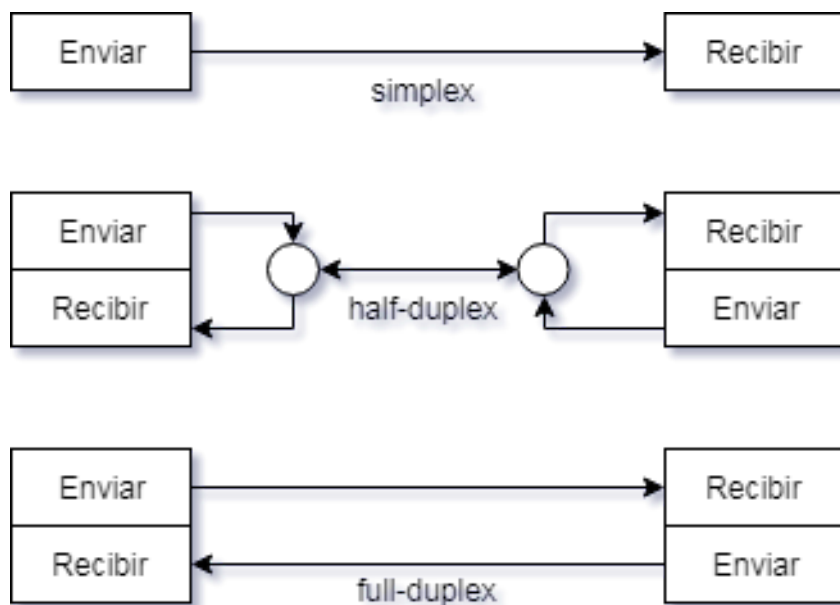 Enviar
Recibir
simplex
Enviar
Recibir
Recibir
half-duplex
Enviar
Enviar
Recibir
Recibir
Enviar
full-duplex